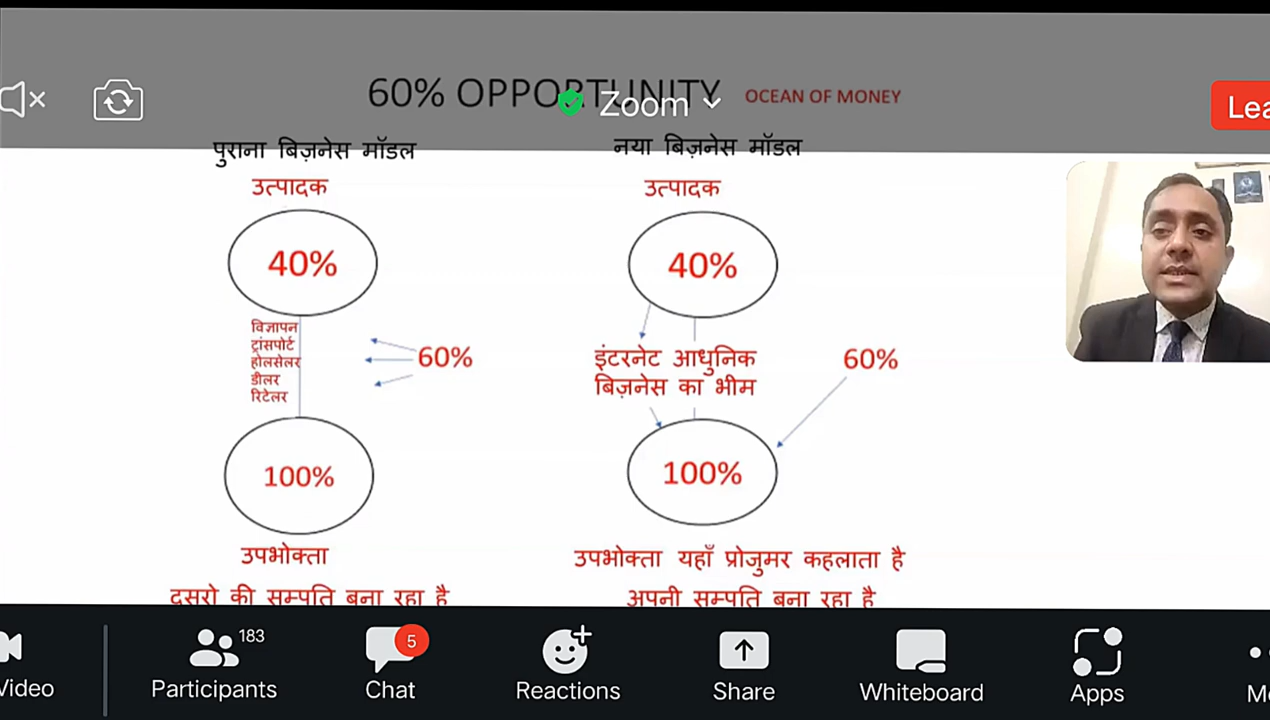 60% OPPORTUNITY OCEAN OF MONEY
Zoom
Lea
पुराना बिज़नेस मॉडल
नया बिज़नेस मॉडल
उत्पादक
उत्पादक
40%
40%
विज्ञापन
ट्रांसपोर्ट
होलसेलर
डीलर
रिटेलर
60%
इंटरनेट आधुनिक
बिज़नेस का भीम
60%
100%
100%
उपभोक्ता
उपभोक्ता यहाँ प्रोजुमर कहलाता है
दूसरो की सम्पति बना रहा है
अपनी सम्पति बना रहा है
183
5
Video
Participants
Chat
Reactions
Share
Whiteboard
Apps
Mo